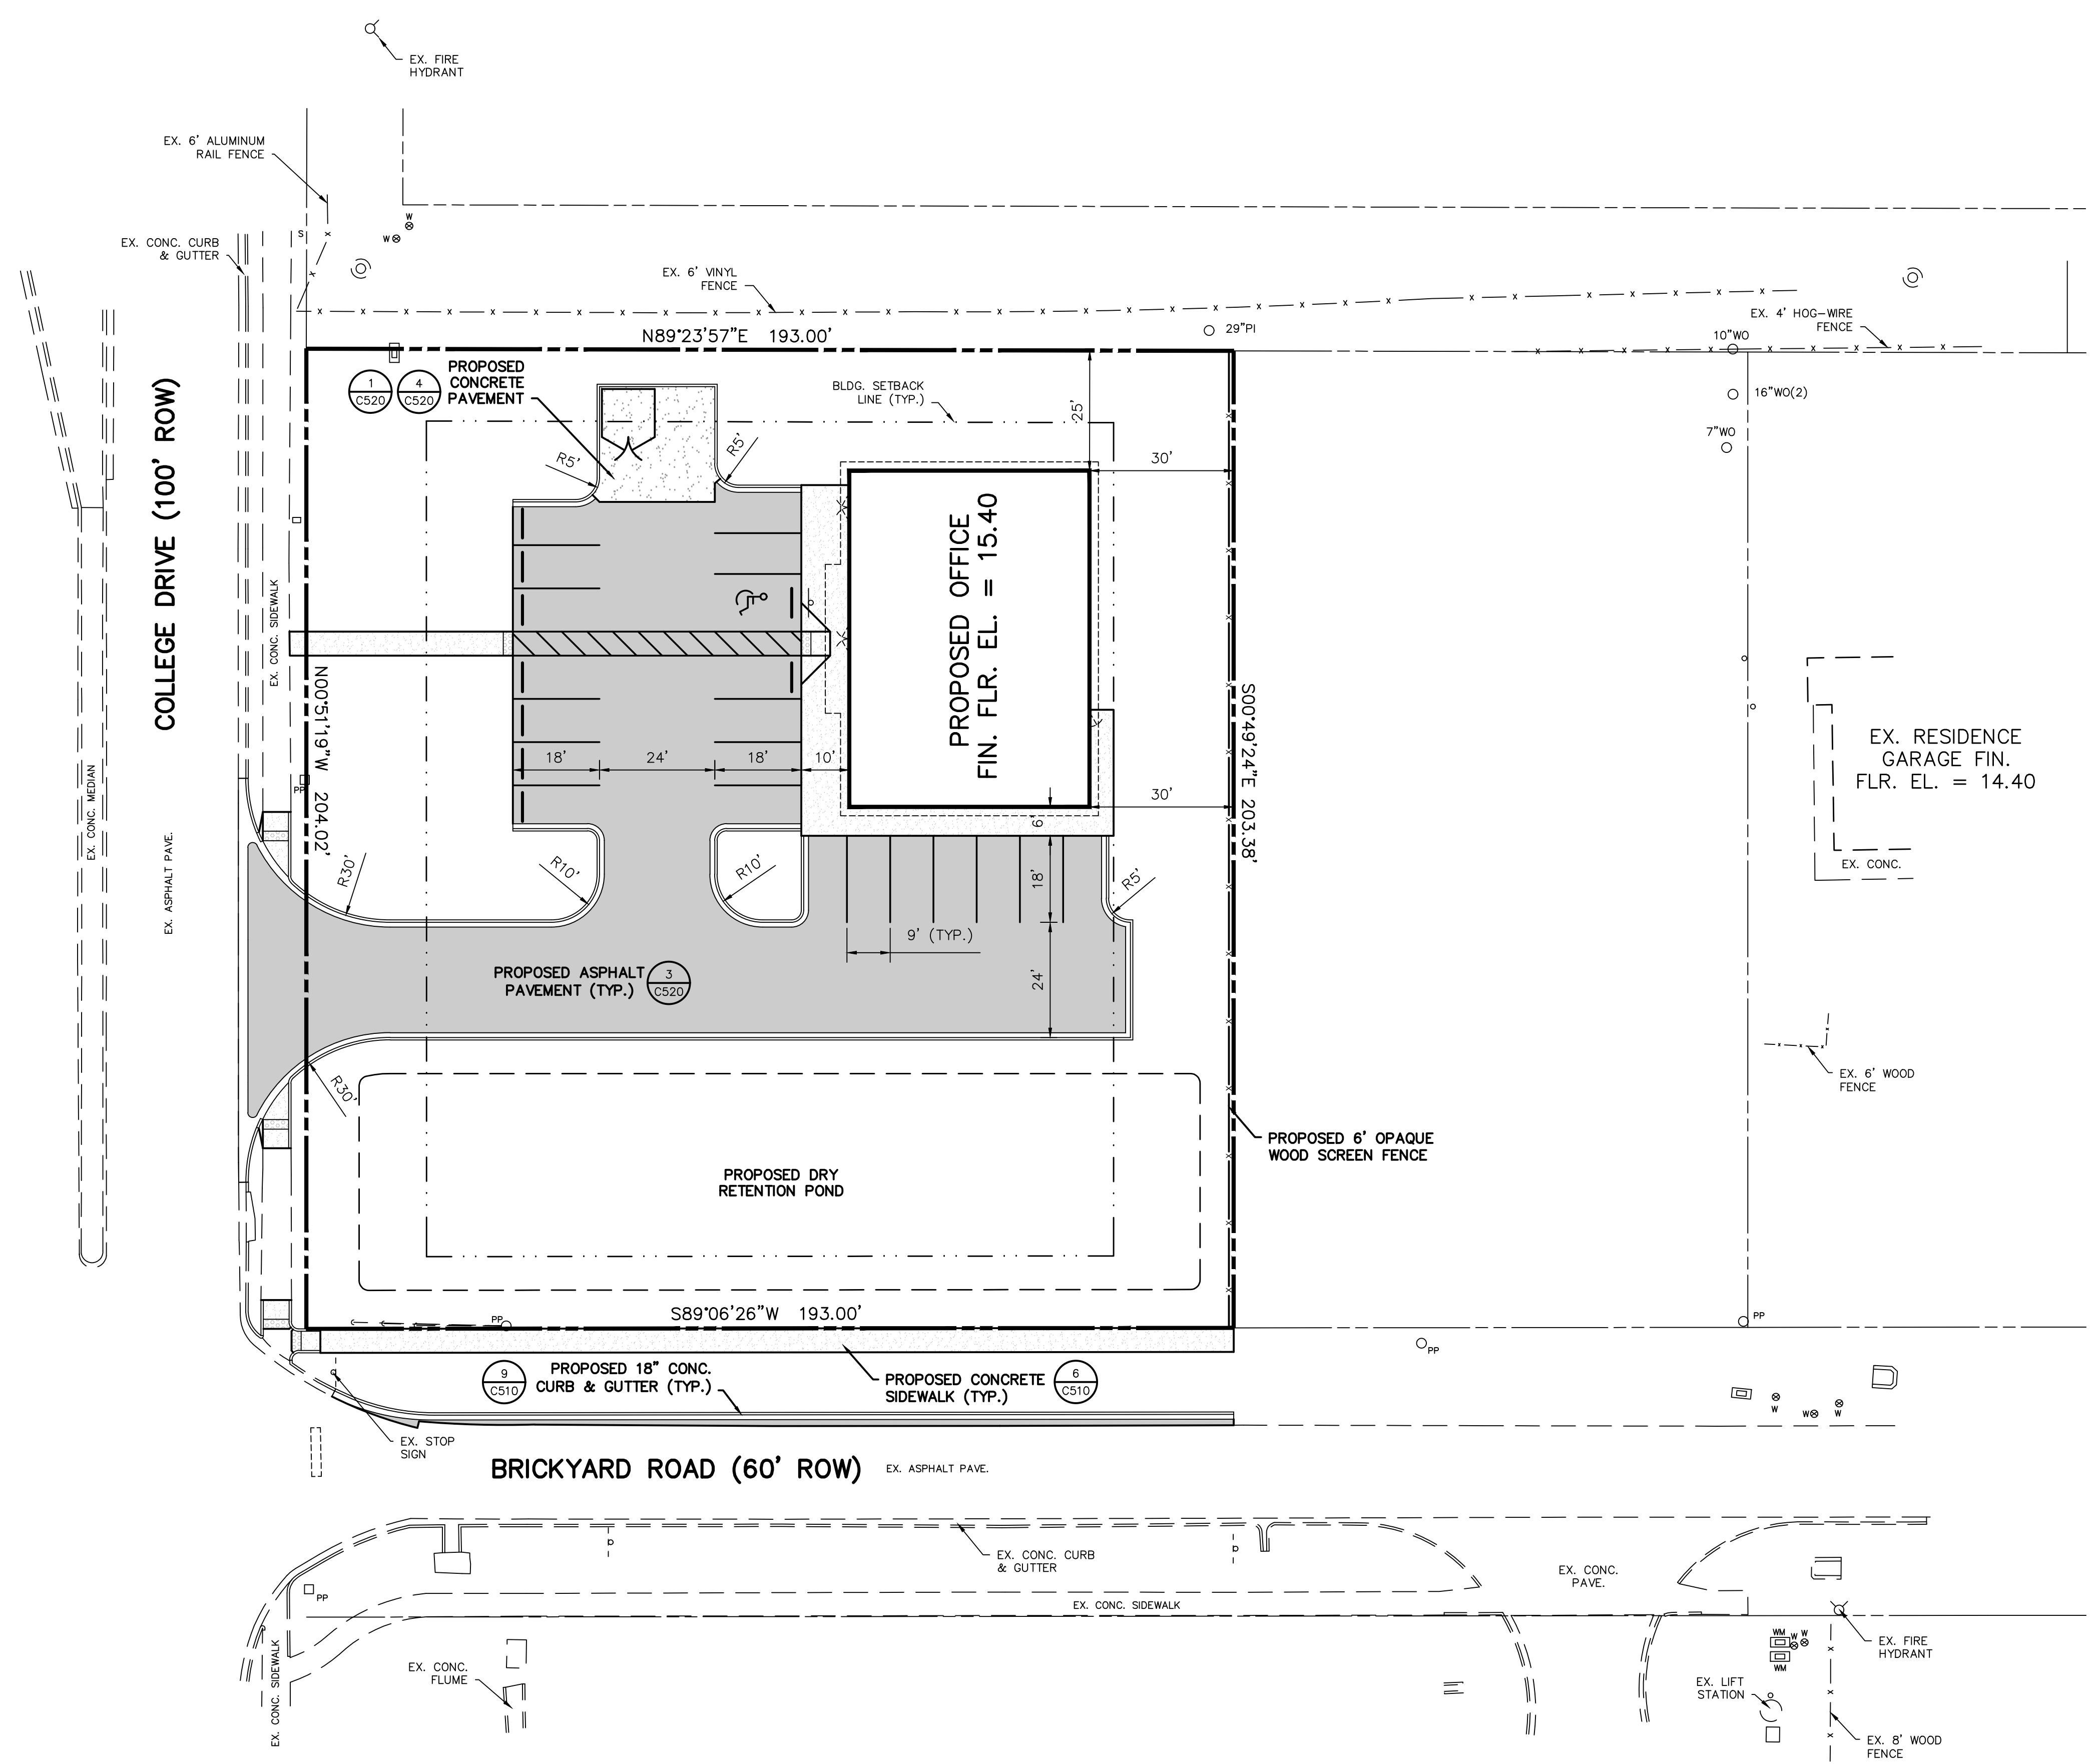 EX. FIRE
HYDRANT
EX. 6' ALUMINUM
RAIL FENCE
W
W
S
EX. CONC. CURB
& GUTTER
EX. 6' VINYL
FENCE
EX. 4' HOG-WIRE
FENCE
N89°23'57"E 193.00'
29"PI
10"WO
16"WO(2)
7"WO
1
C520
4
C520
PROPOSED
CONCRETE
PAVEMENT
BLDG. SETBACK
LINE (TYP.)
25'
30'
R5'
R5'
COLLEGE DRIVE (100' ROW)
EX. CONC. SIDEWALK
EX. CONC. MEDIAN
EX. ASPHALT PAVE.
N00°51'19"W 204.02'
PP
PROPOSED OFFICE
FIN. FLR. EL. = 15.40
S00°49'24"E 203.38'
EX. RESIDENCE
GARAGE FIN.
FLR. EL. = 14.40
EX. CONC.
18'
24'
18'
10'
30'
6'
18'
R30'
R10'
R10'
R5'
9' (TYP.)
24'
PROPOSED ASPHALT
PAVEMENT (TYP.)
3
C520
R30'
EX. 6' WOOD
FENCE
PROPOSED 6' OPAQUE
WOOD SCREEN FENCE
PROPOSED DRY
RETENTION POND
S89°06'26"W 193.00'
PP
PP
PP
9
C510
PROPOSED 18" CONC.
CURB & GUTTER (TYP.)
PROPOSED CONCRETE
SIDEWALK (TYP.)
6
C510
W
W
W
EX. STOP
SIGN
BRICKYARD ROAD (60' ROW)
EX. ASPHALT PAVE.
EX. CONC. CURB
& GUTTER
EX. CONC.
PAVE.
PP
EX. CONC. SIDEWALK
EX. CONC. SIDEWALK
EX. CONC.
FLUME
WM
W
W
WM
EX. FIRE
HYDRANT
EX. LIFT
STATION
EX. 8' WOOD
FENCE